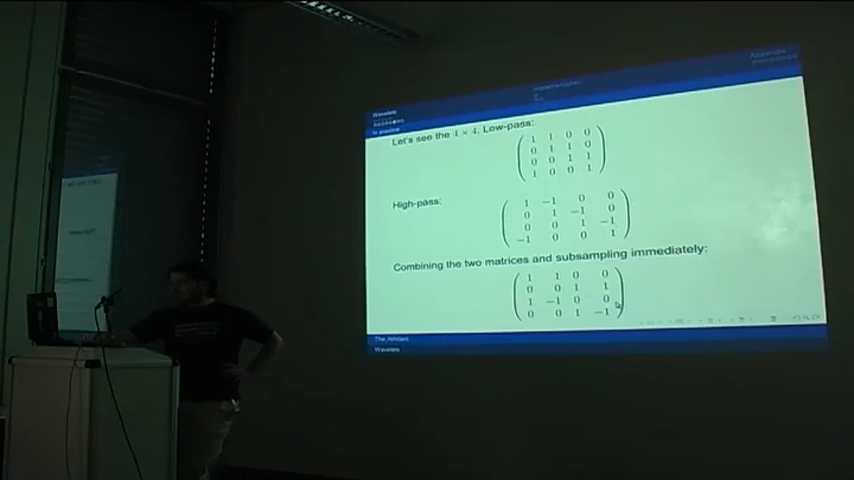 Wavelets
Appendix
In practice
Let's see the 4 × 4. Low-pass:
1 1 0 0
0 1 1 0
0 0 1 1
1 0 0 1
High-pass:
1 −1 0 0
0 1 −1 0
0 0 1 −1
−1 0 0 1
Combining the two matrices and subsampling immediately:
1 1 0 0
0 0 1 1
1 −1 0 0
0 0 1 −1
Wavelets